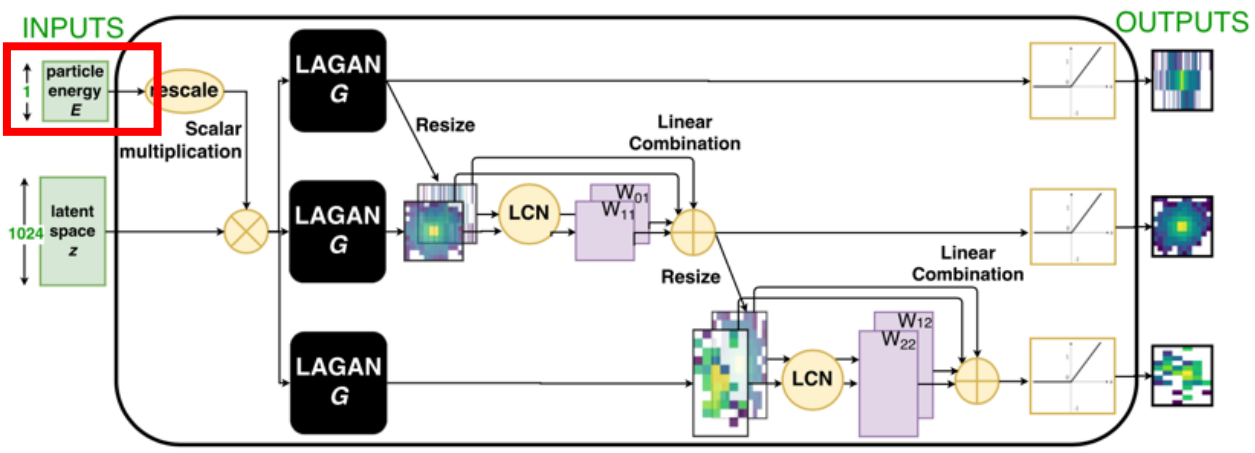 INPUTS
OUTPUTS
1
particle
energy
E
rescale
Scalar
multiplication
LAGAN
G
Resize
Linear
Combination
1024
latent
space
z
LAGAN
G
LCN
W01
W11
Resize
Linear
Combination
LAGAN
G
LCN
W12
W22